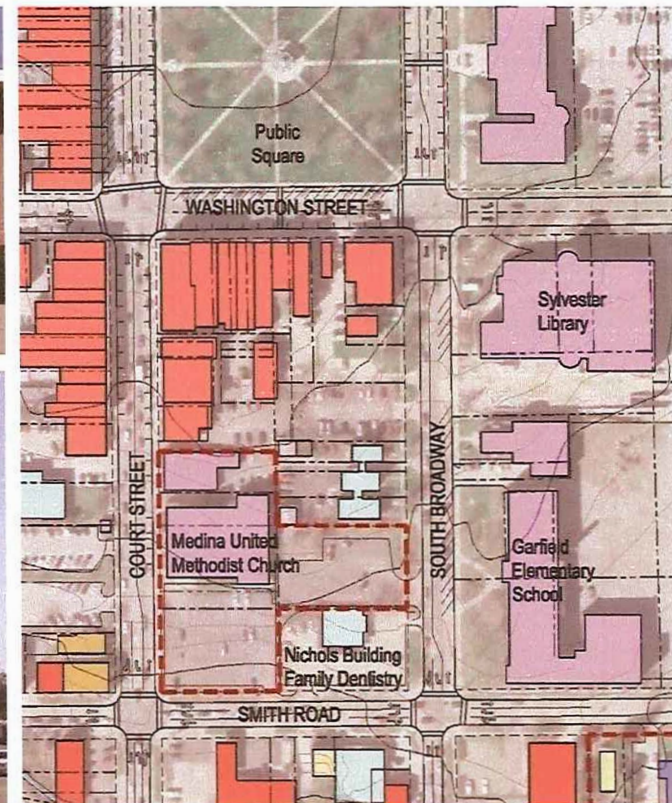 Public
Square
WASHINGTON STREET
Sylvester
Library
COURT STREET
SOUTH BROADWAY
Medina United
Methodist Church
Garfield
Elementary
School
Nichols Building
Family Dentistry
SMITH ROAD